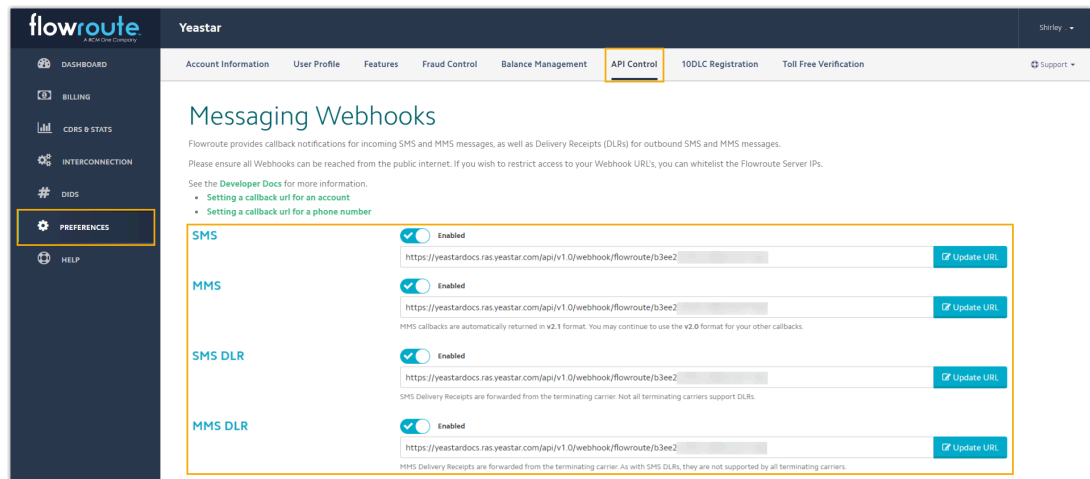 flowroute
A BCM One Company
Yeastar
Shirley .
DASHBOARD
BILLING
CDRS & STATS
INTERCONNECTION
DIDS
PREFERENCES
HELP
Account Information User Profile Features Fraud Control Balance Management API Control 10DLC Registration Toll Free Verification Support
Messaging Webhooks
Flowroute provides callback notifications for incoming SMS and MMS messages, as well as Delivery Receipts (DLRs) for outbound SMS and MMS messages.
Please ensure all Webhooks can be reached from the public internet. If you wish to restrict access to your Webhook URL's, you can whitelist the Flowroute Server IPs.
See the Developer Docs for more information.
• Setting a callback url for an account
• Setting a callback url for a phone number
SMS Enabled
https://yeastardocs.ras.yeastar.com/api/v1.0/webhook/flowroute/b3ee2 Update URL
MMS Enabled
https://yeastardocs.ras.yeastar.com/api/v1.0/webhook/flowroute/b3ee2 Update URL
MMS callbacks are automatically returned in v2.1 format. You may continue to use the v2.0 format for your other callbacks.
SMS DLR Enabled
https://yeastardocs.ras.yeastar.com/api/v1.0/webhook/flowroute/b3ee2 Update URL
SMS Delivery Receipts are forwarded from the terminating carrier. Not all terminating carriers support DLRs.
MMS DLR Enabled
https://yeastardocs.ras.yeastar.com/api/v1.0/webhook/flowroute/b3ee2 Update URL
MMS Delivery Receipts are forwarded from the terminating carrier. As with SMS DLRs, they are not supported by all terminating carriers.